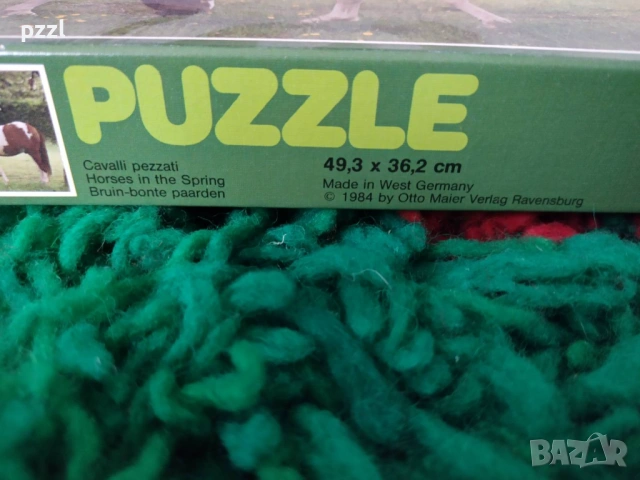 pzzl
PUZZLE
Cavalli pezzati
Horses in the Spring
Bruin-bonte paarden
49,3 x 36,2 cm
Made in West Germany
© 1984 by Otto Maier Verlag Ravensburg
BAZAR